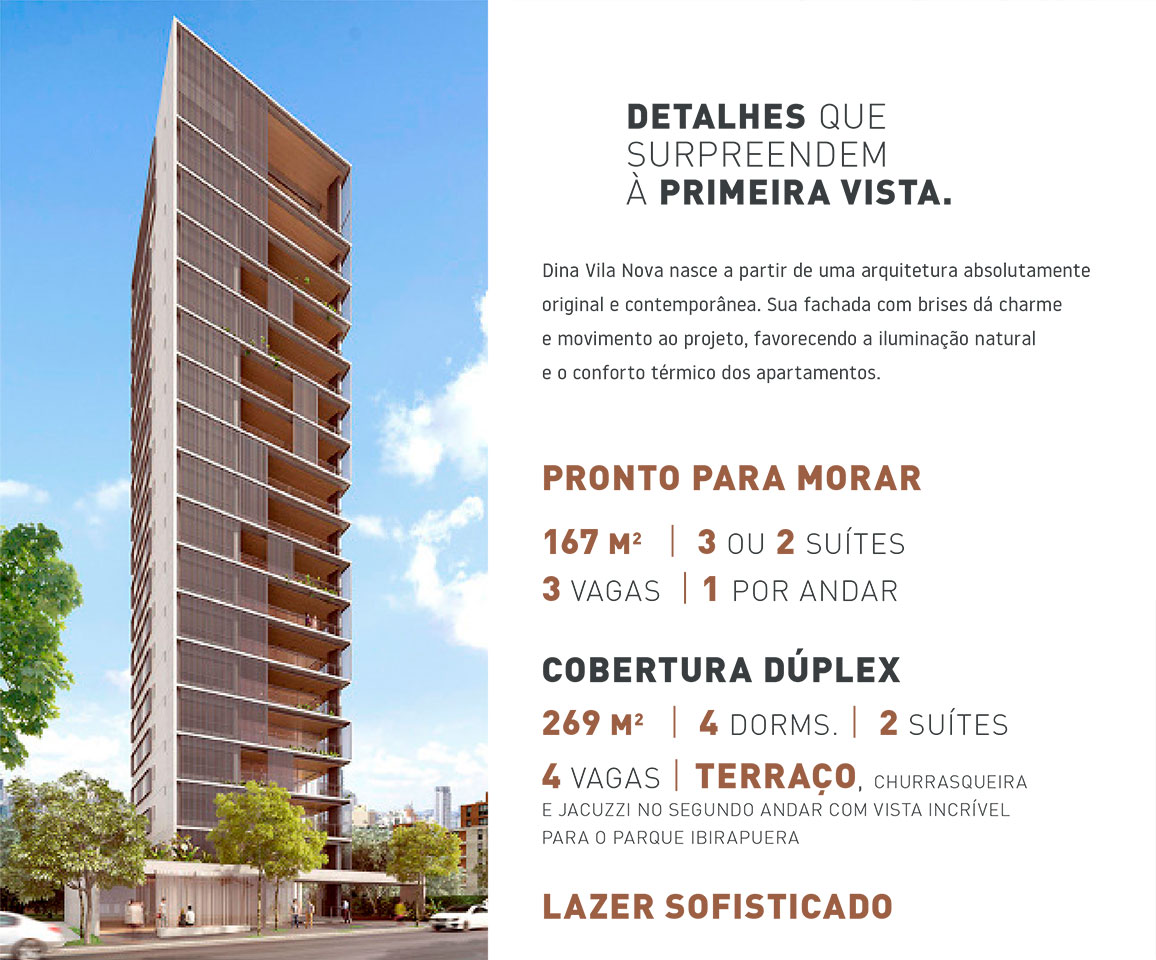 DETALHES QUE
SURPREENDEM
À PRIMEIRA VISTA.
Dina Vila Nova nasce a partir de uma arquitetura absolutamente
original e contemporânea. Sua fachada com brises dá charme
e movimento ao projeto, favorecendo a iluminação natural
e o conforto térmico dos apartamentos.
PRONTO PARA MORAR
167 M² | 3 OU 2 SUÍTES
3 VAGAS | 1 POR ANDAR
COBERTURA DÚPLEX
269 M² | 4 DORMS. | 2 SUÍTES
4 VAGAS | TERRAÇO, CHURRASQUEIRA
E JACUZZI NO SEGUNDO ANDAR COM VISTA INCRÍVEL
PARA O PARQUE IBIRAPUERA
LAZER SOFISTICADO